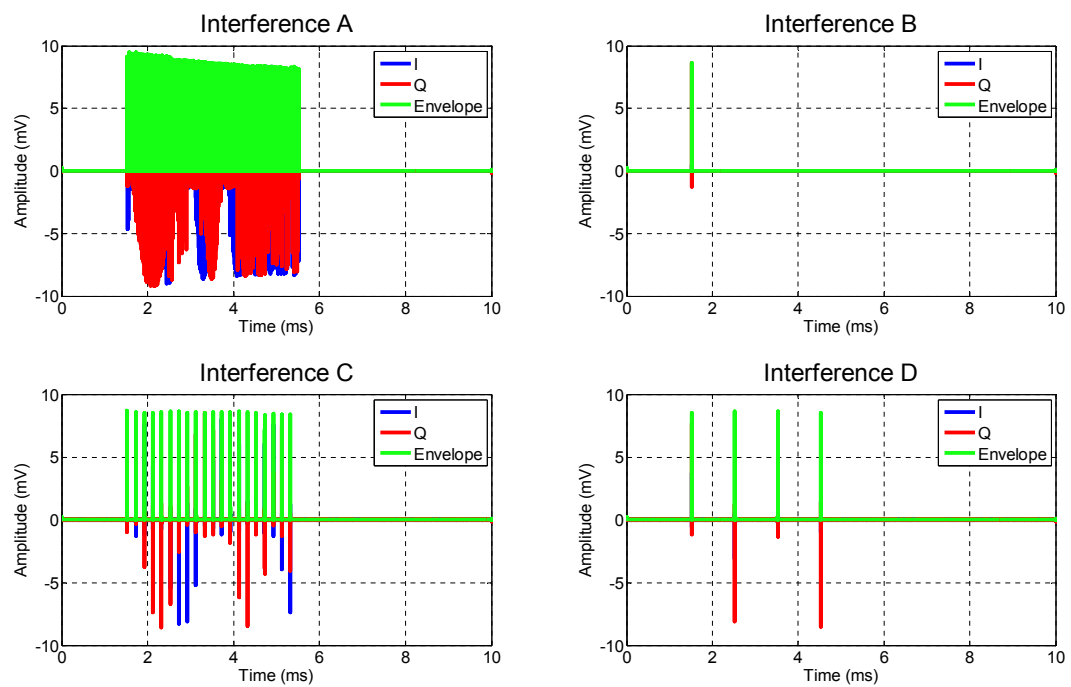 Interference A
10
5
0
-5
-10
Amplitude (mV)
I
Q
Envelope
0 2 4 6 8 10
Time (ms)
Interference B
10
5
0
-5
-10
Amplitude (mV)
I
Q
Envelope
0 2 4 6 8 10
Time (ms)
Interference C
10
5
0
-5
-10
Amplitude (mV)
I
Q
Envelope
0 2 4 6 8 10
Time (ms)
Interference D
10
5
0
-5
-10
Amplitude (mV)
I
Q
Envelope
0 2 4 6 8 10
Time (ms)